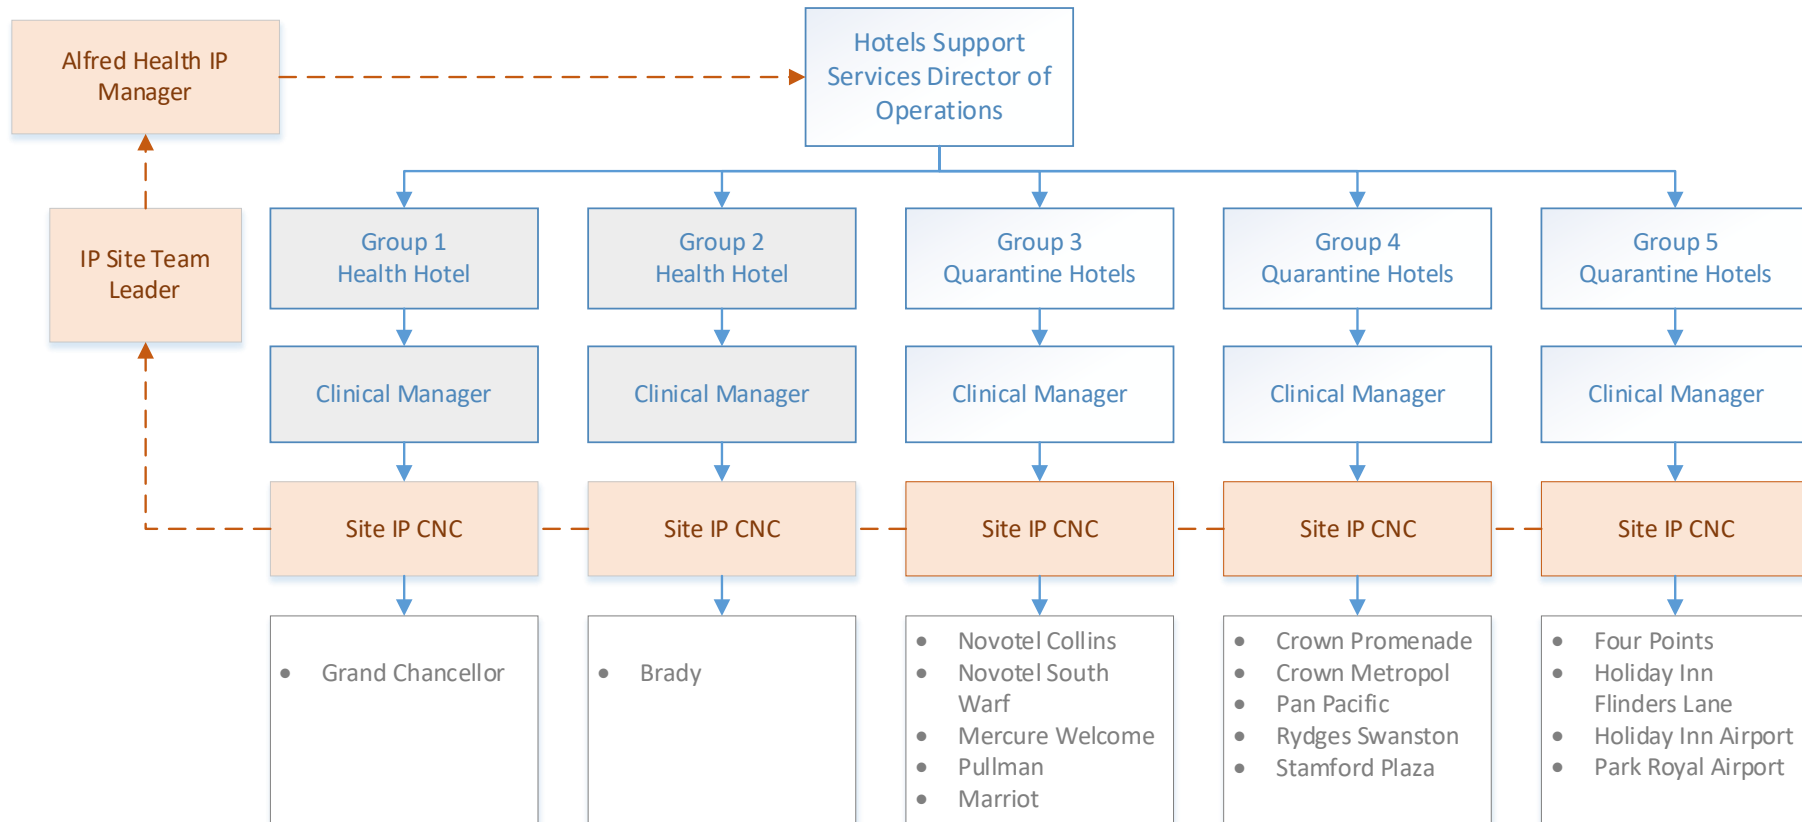 Alfred Health IP
Manager
Hotels Support
Services Director of
Operations
IP Site Team
Leader
Group 1
Health Hotel
Group 2
Health Hotel
Group 3
Quarantine Hotels
Group 4
Quarantine Hotels
Group 5
Quarantine Hotels
Clinical Manager
Clinical Manager
Clinical Manager
Clinical Manager
Clinical Manager
Site IP CNC
Site IP CNC
Site IP CNC
Site IP CNC
Site IP CNC
• Grand Chancellor
• Brady
• Novotel Collins
• Novotel South
Warf
• Mercure Welcome
• Pullman
• Marriot
• Crown Promenade
• Crown Metropol
• Pan Pacific
• Rydges Swanston
• Stamford Plaza
• Four Points
• Holiday Inn
Flinders Lane
• Holiday Inn Airport
• Park Royal Airport